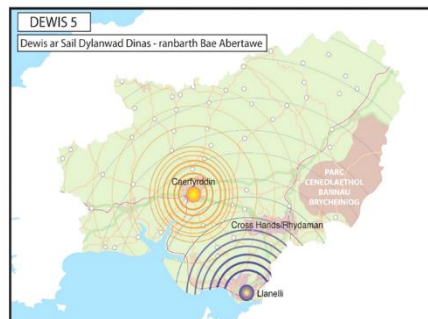 DEWIS 5
Dewis ar Sail Dylanwad Dinas - ranbarth Bae Abertawe
Caerfyrddin
PARC
CENEDLAETHOL
BANNAU
BRYCHEINIOG
Cross Hands/Rhydaman
Llanelli